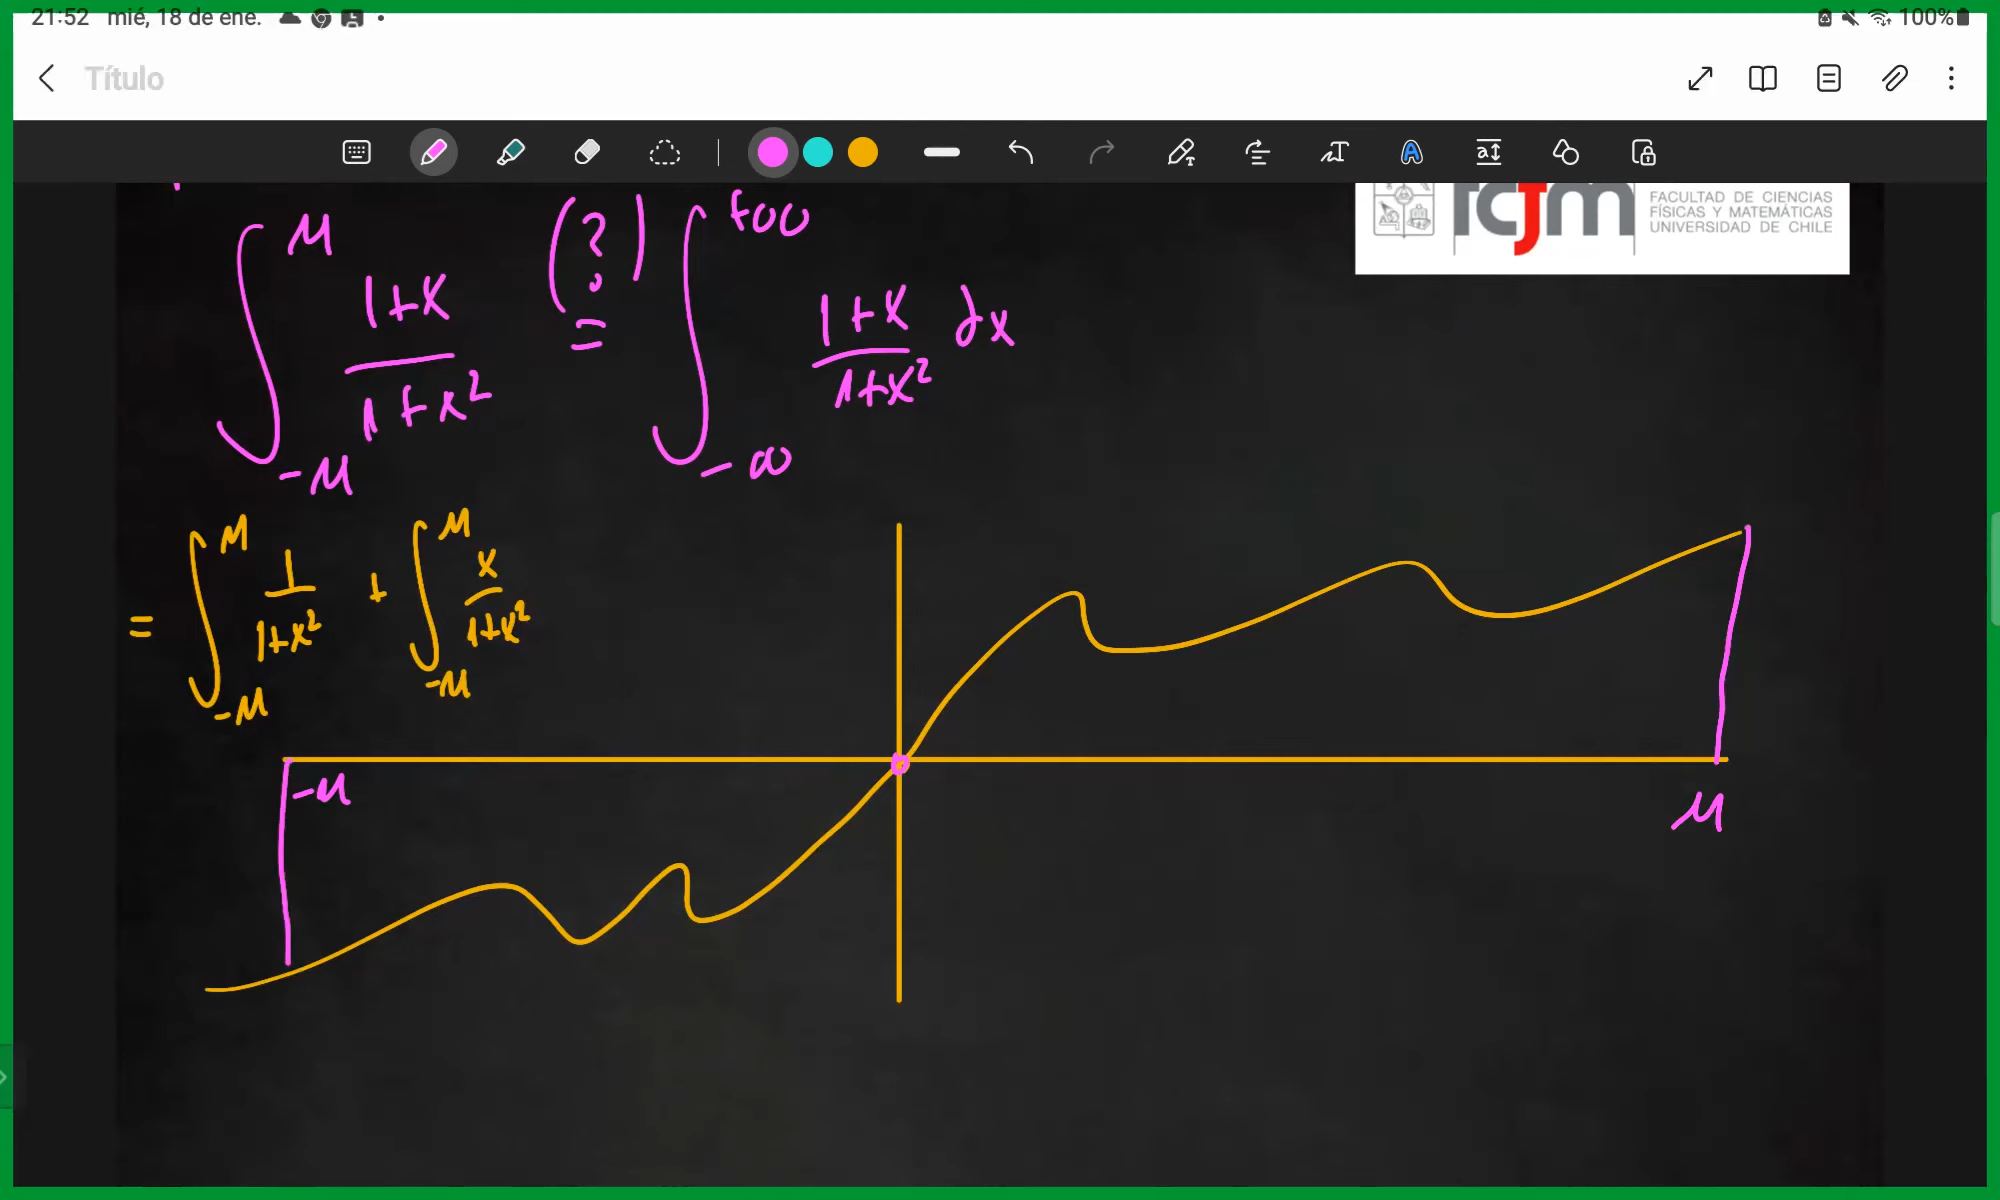 21:52 mié, 18 de ene. 100%
Título
FACULTAD DE CIENCIAS
FÍSICAS Y MATEMÁTICAS
UNIVERSIDAD DE CHILE
fcfm
∫_{-M}^{M} (1+x)/(1+x²) (?) = ∫_{-∞}^{+∞} (1+x)/(1+x²) dx
= ∫_{-M}^{M} 1/(1+x²) + ∫_{-M}^{M} x/(1+x²)
-M
M